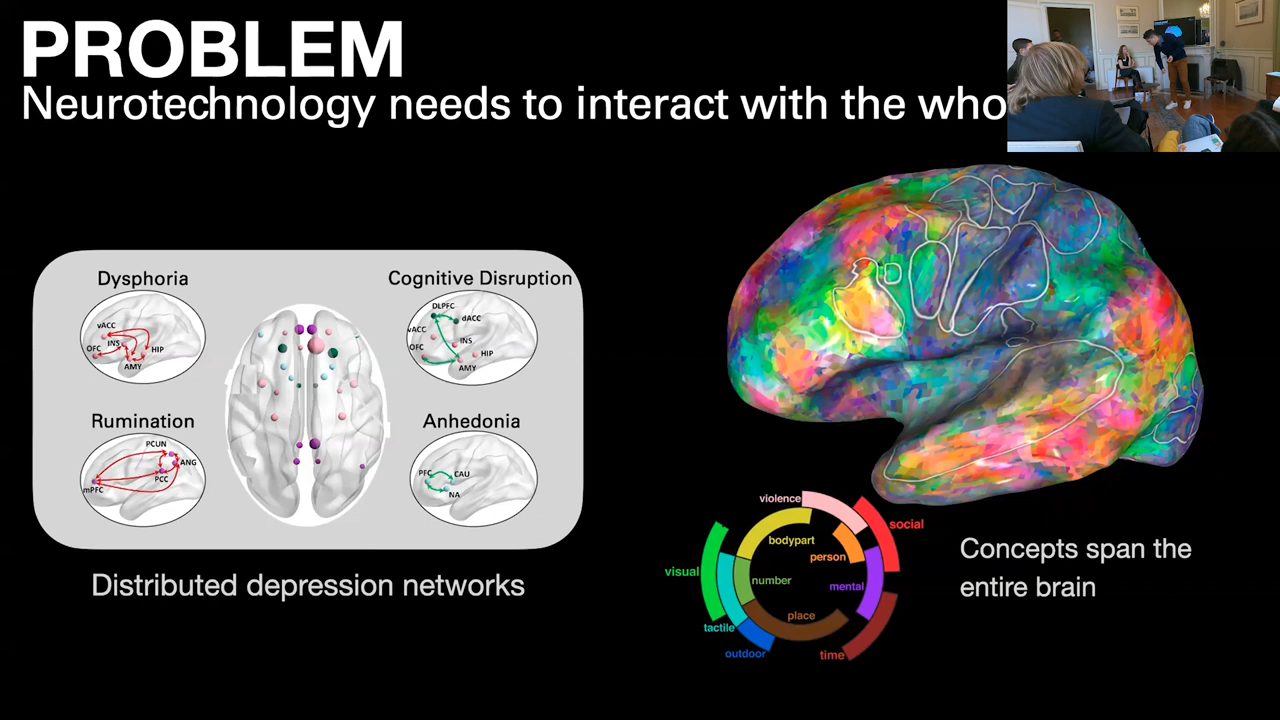 PROBLEM
Neurotechnology needs to interact with the who
Dysphoria
vACC
OFC
INS
HIP
AMY
Cognitive Disruption
DLPFC
dACC
vACC
OFC
INS
HIP
AMY
Rumination
PCUN
ANG
PCC
mPFC
Anhedonia
PFC
CAU
NA
Distributed depression networks
violence
social
bodypart
person
visual
number
mental
place
tactile
outdoor
time
Concepts span the
entire brain